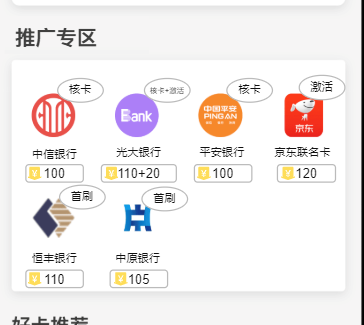 推广专区
核卡
核卡+激活
核卡
激活
Bank
中国平安
PINGAN
京东
中信银行
光大银行
平安银行
京东联名卡
¥ 100
¥ 110+20
¥ 100
¥ 120
首刷
首刷
恒丰银行
中原银行
¥ 110
¥ 105
好卡推荐